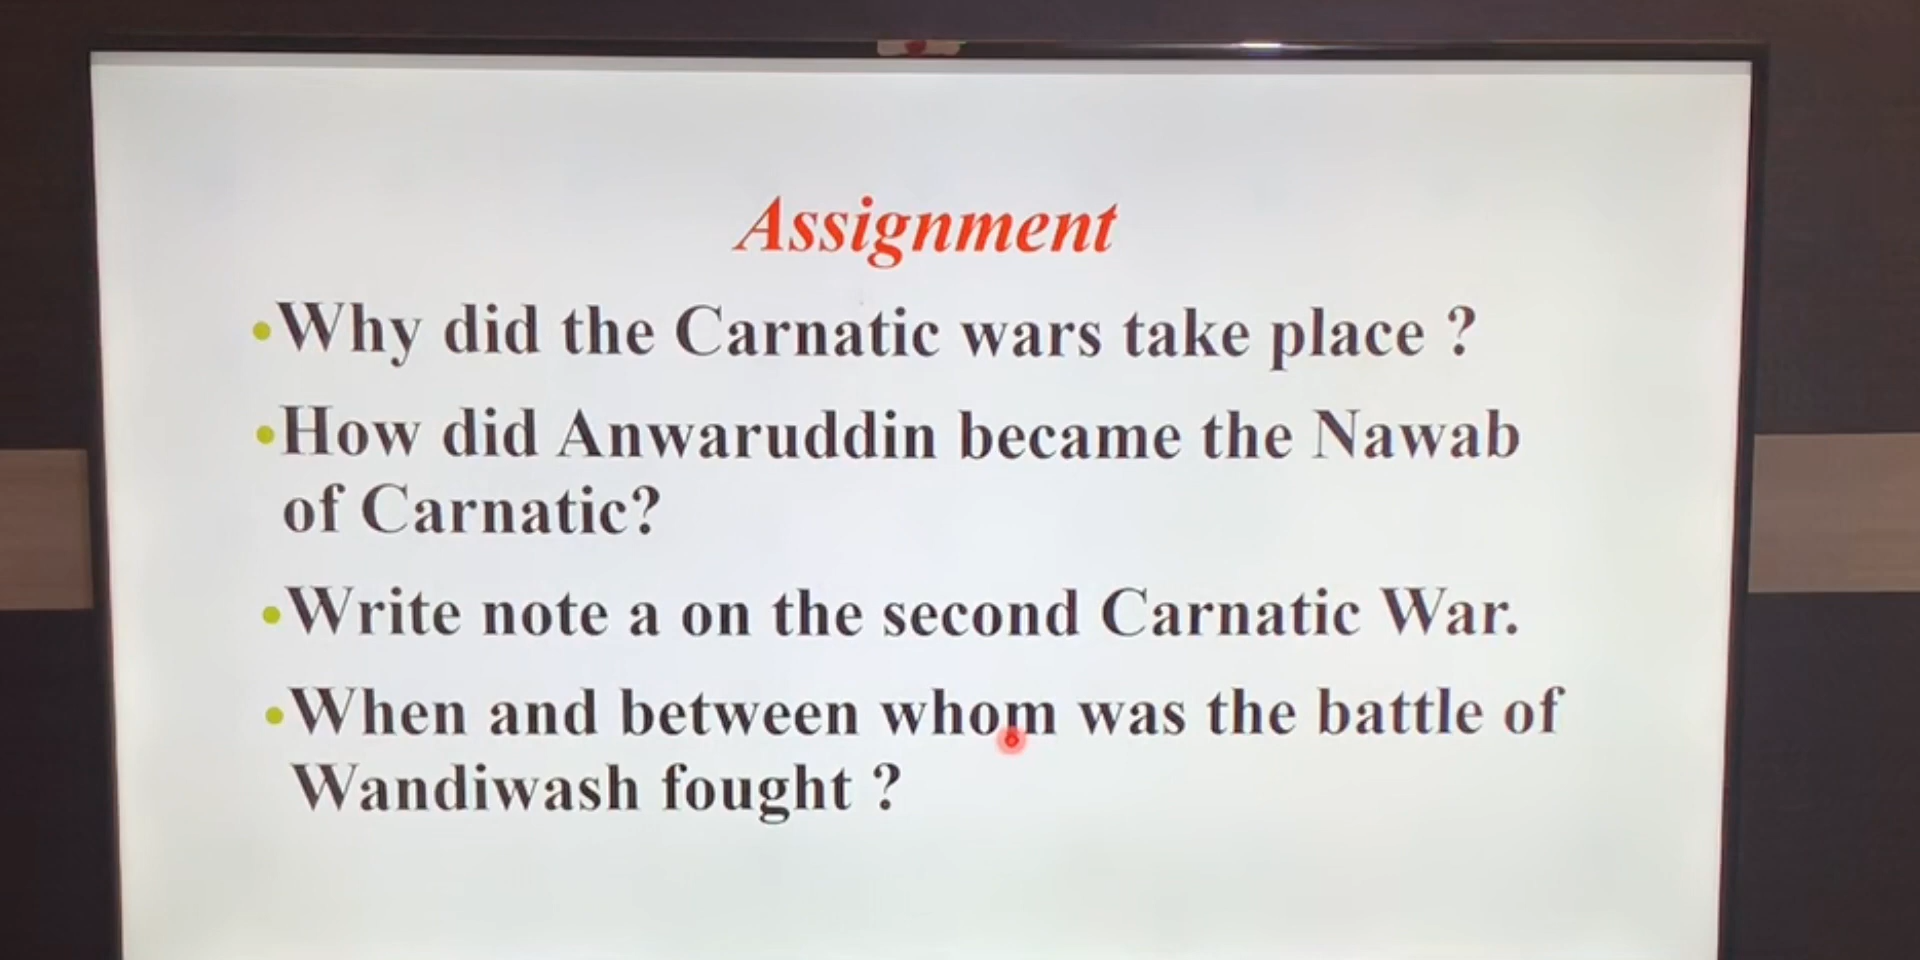 Assignment
•Why did the Carnatic wars take place ?
•How did Anwaruddin became the Nawab
of Carnatic?
•Write note a on the second Carnatic War.
•When and between whom was the battle of
Wandiwash fought ?